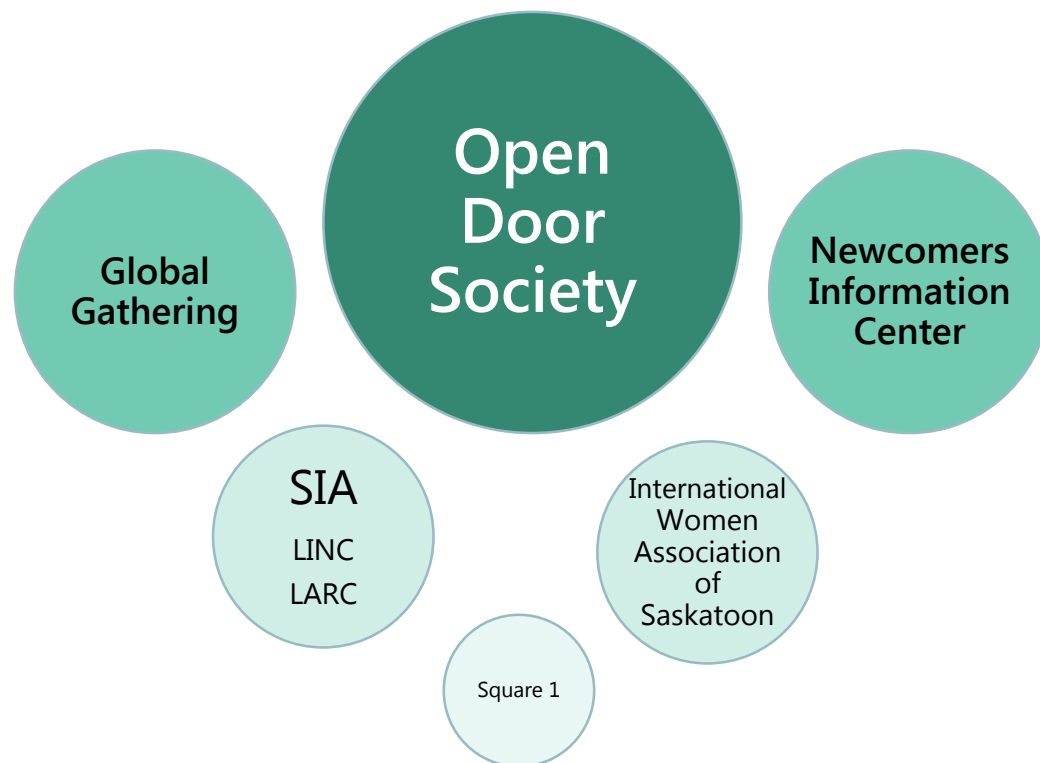 Open
Door
Society
Global
Gathering
Newcomers
Information
Center
SIA
LINC
LARC
International
Women
Association
of
Saskatoon
Square 1